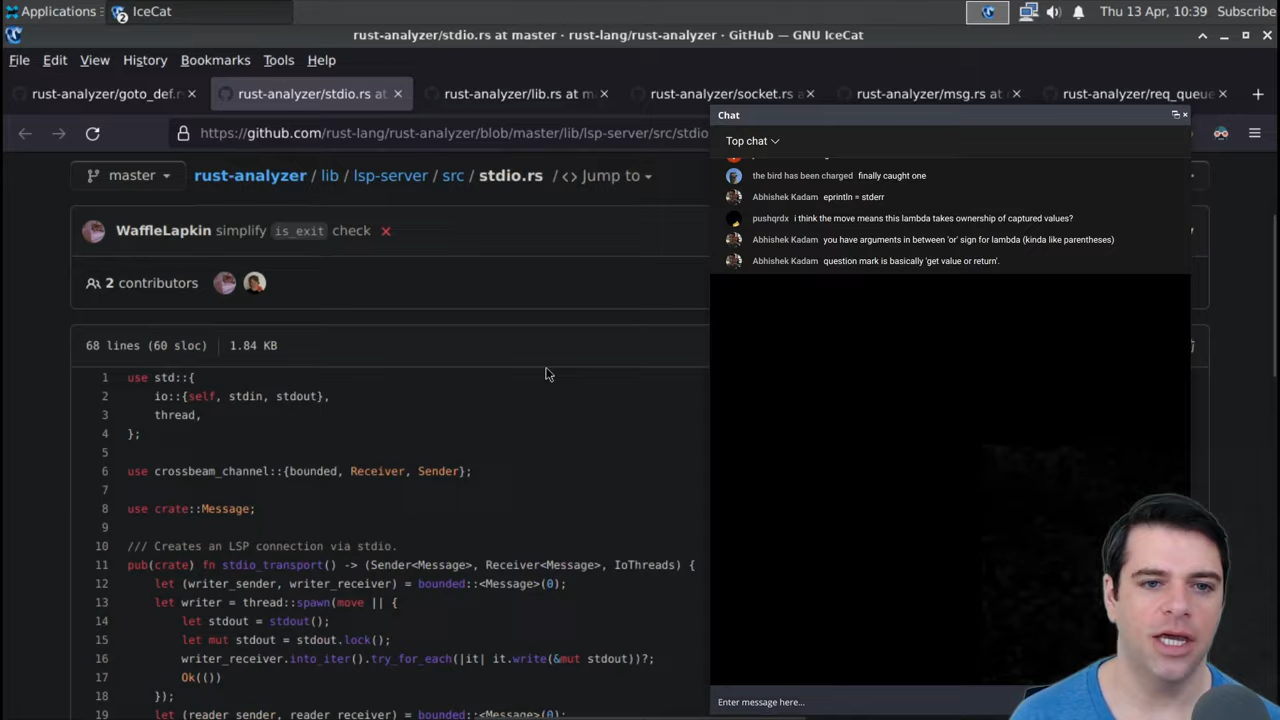 Applications
2
IceCat
Thu 13 Apr, 10:39
Subscribe
rust-analyzer/stdio.rs at master · rust-lang/rust-analyzer · GitHub — GNU IceCat
File Edit View History Bookmarks Tools Help
rust-analyzer/goto_def.r
rust-analyzer/stdio.rs at
rust-analyzer/lib.rs at m
rust-analyzer/socket.rs a
rust-analyzer/msg.rs at
rust-analyzer/req_queue
https://github.com/rust-lang/rust-analyzer/blob/master/lib/lsp-server/src/stdio
master
rust-analyzer / lib / lsp-server / src / stdio.rs / <> Jump to
WaffleLapkin simplify is_exit check
2 contributors
68 lines (60 sloc) 1.84 KB
1 use std::{
2 io::{self, stdin, stdout},
3 thread,
4 };
5
6 use crossbeam_channel::{bounded, Receiver, Sender};
7
8 use crate::Message;
9
10 /// Creates an LSP connection via stdio.
11 pub(crate) fn stdio_transport() -> (Sender<Message>, Receiver<Message>, IoThreads) {
12 let (writer_sender, writer_receiver) = bounded::<Message>(0);
13 let writer = thread::spawn(move || {
14 let stdout = stdout();
15 let mut stdout = stdout.lock();
16 writer_receiver.into_iter().try_for_each(|it| it.write(&mut stdout))?;
17 Ok(())
18 });
19 let (reader_sender, reader_receiver) = bounded::<Message>(0);
Chat
Top chat
the bird has been charged finally caught one
Abhishek Kadam eprintln = stderr
pushqrdx i think the move means this lambda takes ownership of captured values?
Abhishek Kadam you have arguments in between 'or' sign for lambda (kinda like parentheses)
Abhishek Kadam question mark is basically 'get value or return'.
Enter message here...